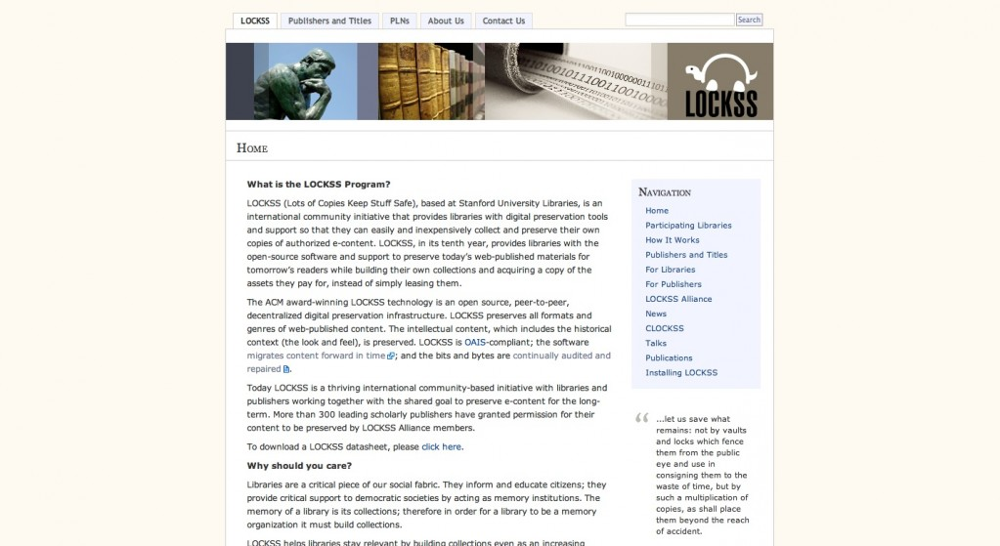 LOCKSS
Publishers and Titles
PLNs
About Us
Contact Us
Search
LOCKSS
Home
What is the LOCKSS Program?
LOCKSS (Lots of Copies Keep Stuff Safe), based at Stanford University Libraries, is an
international community initiative that provides libraries with digital preservation tools
and support so that they can easily and inexpensively collect and preserve their own
copies of authorized e-content. LOCKSS, in its tenth year, provides libraries with the
open-source software and support to preserve today's web-published materials for
tomorrow's readers while building their own collections and acquiring a copy of the
assets they pay for, instead of simply leasing them.
The ACM award-winning LOCKSS technology is an open source, peer-to-peer,
decentralized digital preservation infrastructure. LOCKSS preserves all formats and
genres of web-published content. The intellectual content, which includes the historical
context (the look and feel), is preserved. LOCKSS is OAIS-compliant; the software
migrates content forward in time; and the bits and bytes are continually audited and
repaired.
Today LOCKSS is a thriving international community-based initiative with libraries and
publishers working together with the shared goal to preserve e-content for the long-
term. More than 300 leading scholarly publishers have granted permission for their
content to be preserved by LOCKSS Alliance members.
To download a LOCKSS datasheet, please click here.
Why should you care?
Libraries are a critical piece of our social fabric. They inform and educate citizens; they
provide critical support to democratic societies by acting as memory institutions. The
memory of a library is its collections; therefore in order for a library to be a memory
organization it must build collections.
LOCKSS helps libraries stay relevant by building collections even as an increasing
Navigation
Home
Participating Libraries
How It Works
Publishers and Titles
For Libraries
For Publishers
LOCKSS Alliance
News
CLOCKSS
Talks
Publications
Installing LOCKSS
“ ...let us save what
remains: not by vaults
and locks which fence
them from the public
eye and use in
consigning them to the
waste of time, but by
such a multiplication of
copies, as shall place
them beyond the reach
of accident.